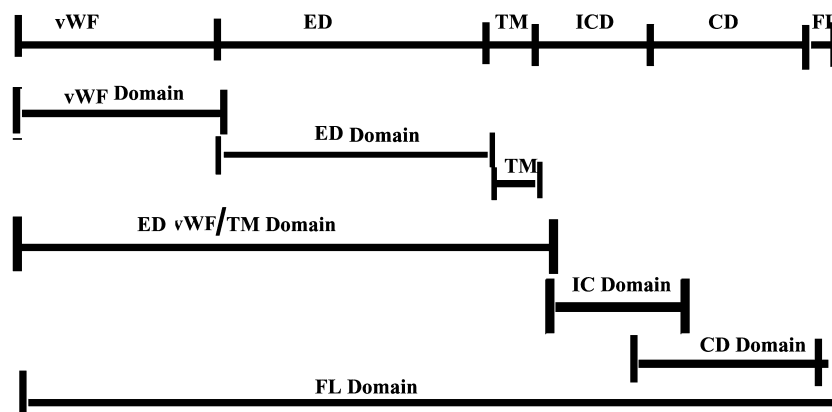 vWF ED TM ICD CD FL
vWF Domain
ED Domain
TM
ED vWF/TM Domain
IC Domain
CD Domain
FL Domain